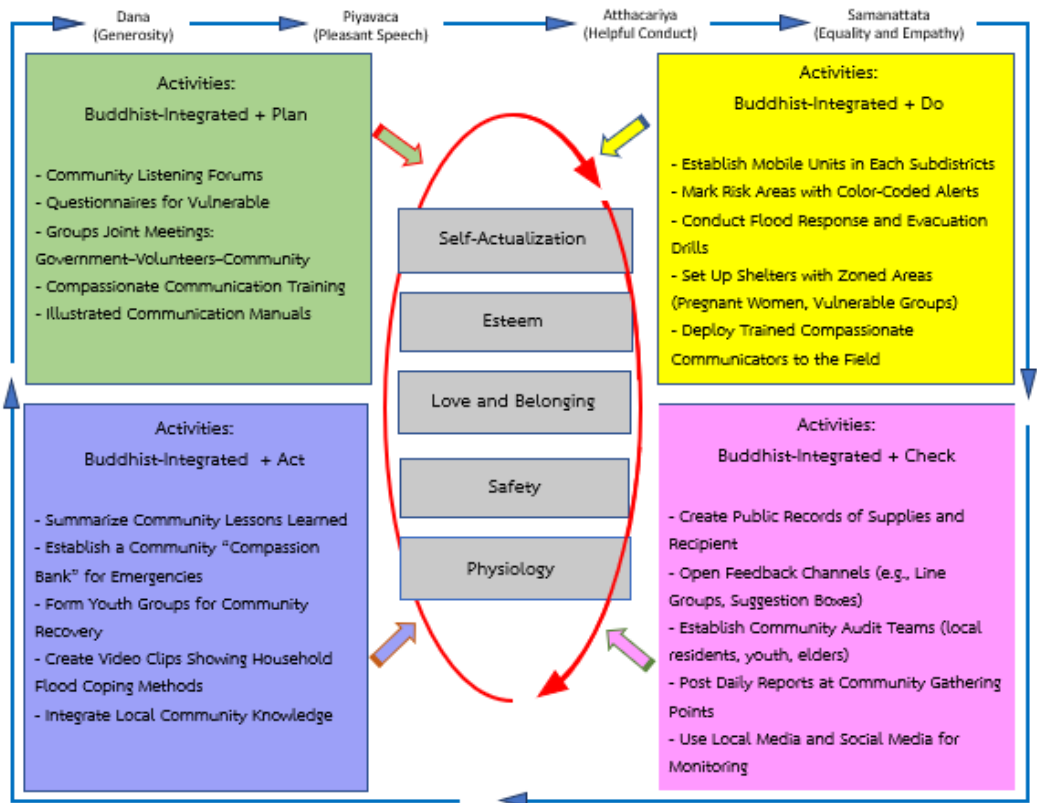 Dana
(Generosity)
Piyavaca
(Pleasant Speech)
Atthacariya
(Helpful Conduct)
Samanattata
(Equality and Empathy)
Activities:
Buddhist-Integrated + Plan
- Community Listening Forums
- Questionnaires for Vulnerable
- Groups Joint Meetings:
Government–Volunteers–Community
- Compassionate Communication Training
- Illustrated Communication Manuals
Activities:
Buddhist-Integrated + Do
- Establish Mobile Units in Each Subdistricts
- Mark Risk Areas with Color-Coded Alerts
- Conduct Flood Response and Evacuation
Drills
- Set Up Shelters with Zoned Areas
(Pregnant Women, Vulnerable Groups)
- Deploy Trained Compassionate
Communicators to the Field
Self-Actualization
Esteem
Love and Belonging
Safety
Physiology
Activities:
Buddhist-Integrated + Act
- Summarize Community Lessons Learned
- Establish a Community “Compassion
Bank” for Emergencies
- Form Youth Groups for Community
Recovery
- Create Video Clips Showing Household
Flood Coping Methods
- Integrate Local Community Knowledge
Activities:
Buddhist-Integrated + Check
- Create Public Records of Supplies and
Recipient
- Open Feedback Channels (e.g., Line
Groups, Suggestion Boxes)
- Establish Community Audit Teams (local
residents, youth, elders)
- Post Daily Reports at Community Gathering
Points
- Use Local Media and Social Media for
Monitoring